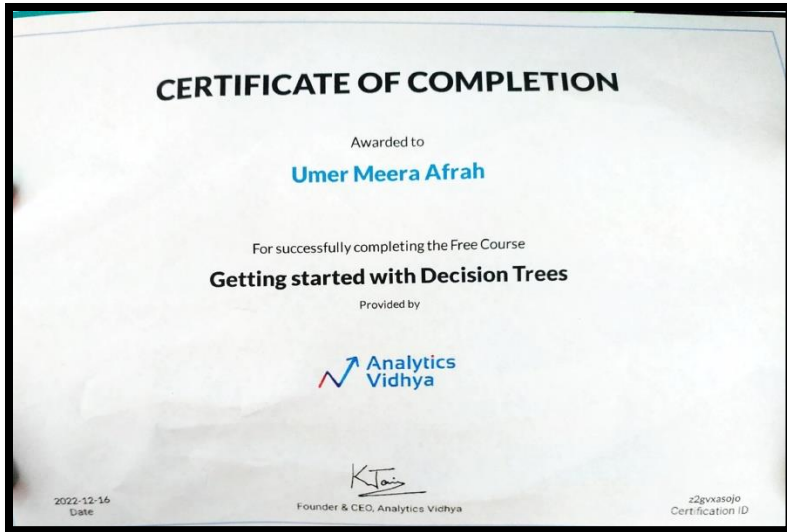 CERTIFICATE OF COMPLETION
Awarded to
Umer Meera Afrah
For successfully completing the Free Course
Getting started with Decision Trees
Provided by
Analytics
Vidhya
K Jain
Founder & CEO, Analytics Vidhya
2022-12-16
Date
z2gvxasojo
Certification ID